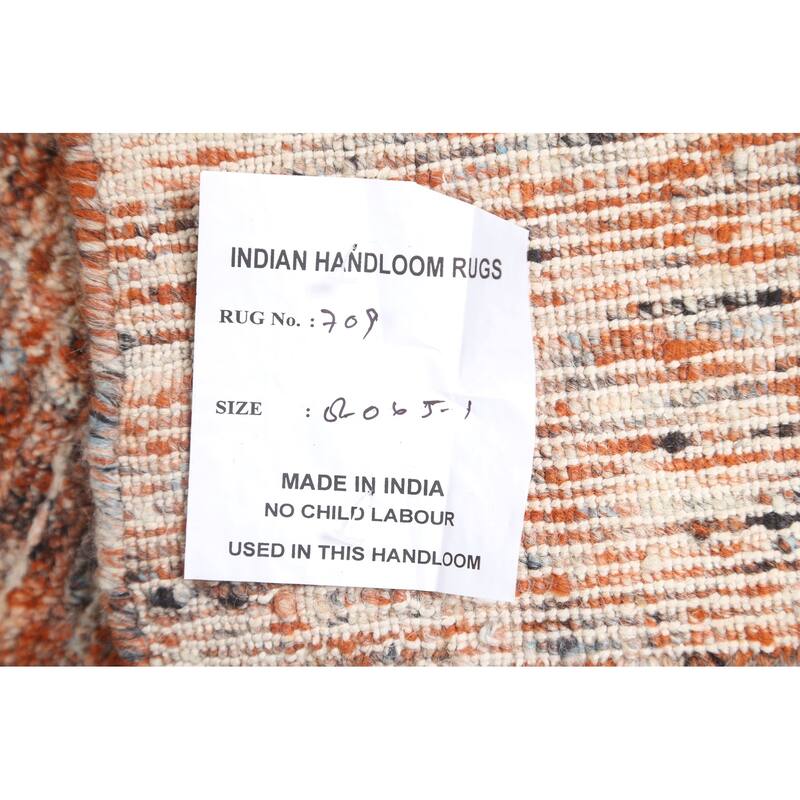 INDIAN HANDLOOM RUGS
RUG No. : 709
SIZE :
MADE IN INDIA
NO CHILD LABOUR
USED IN THIS HANDLOOM